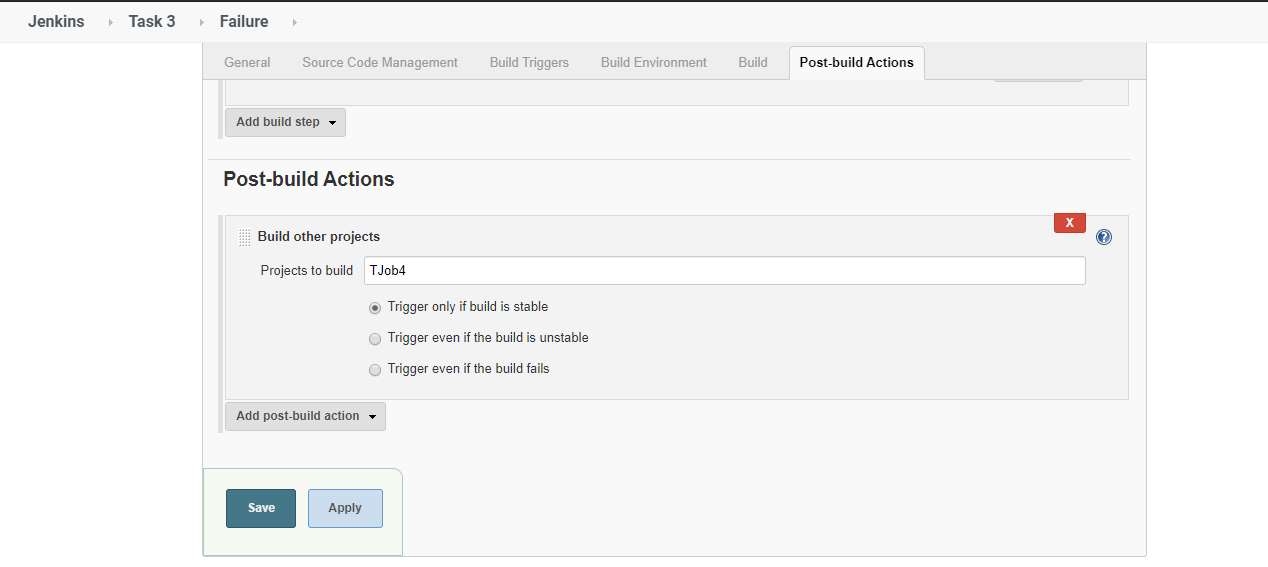 Jenkins Task 3 Failure
General Source Code Management Build Triggers Build Environment Build Post-build Actions
Add build step
Post-build Actions
X
Build other projects ?
Projects to build TJob4
Trigger only if build is stable
Trigger even if the build is unstable
Trigger even if the build fails
Add post-build action
Save Apply